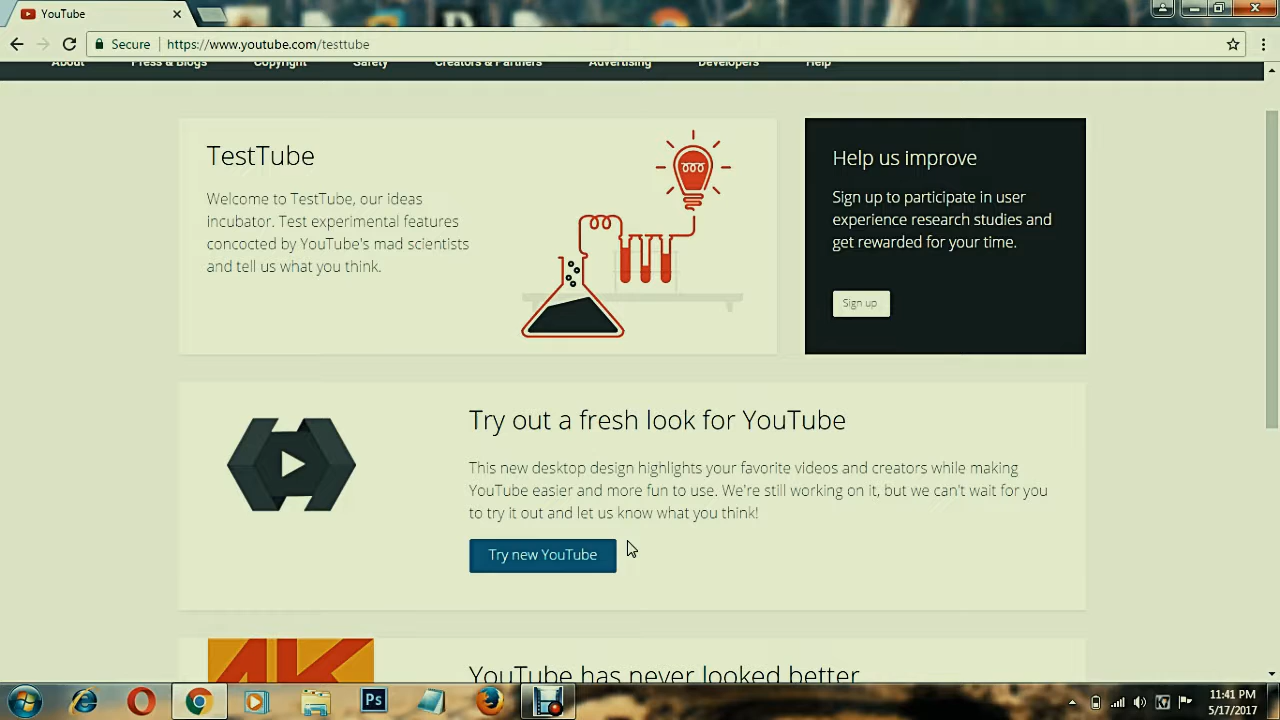 YouTube
Secure
https://www.youtube.com/testtube
About
Press & Blogs
Copyright
Safety
Creators & Partners
Advertising
Developers
Help
TestTube
Welcome to TestTube, our ideas
incubator. Test experimental features
concocted by YouTube's mad scientists
and tell us what you think.
Help us improve
Sign up to participate in user
experience research studies and
get rewarded for your time.
Sign up
Try out a fresh look for YouTube
This new desktop design highlights your favorite videos and creators while making
YouTube easier and more fun to use. We're still working on it, but we can't wait for you
to try it out and let us know what you think!
Try new YouTube
4K
YouTube has never looked better
Ps
11:41 PM
5/17/2017